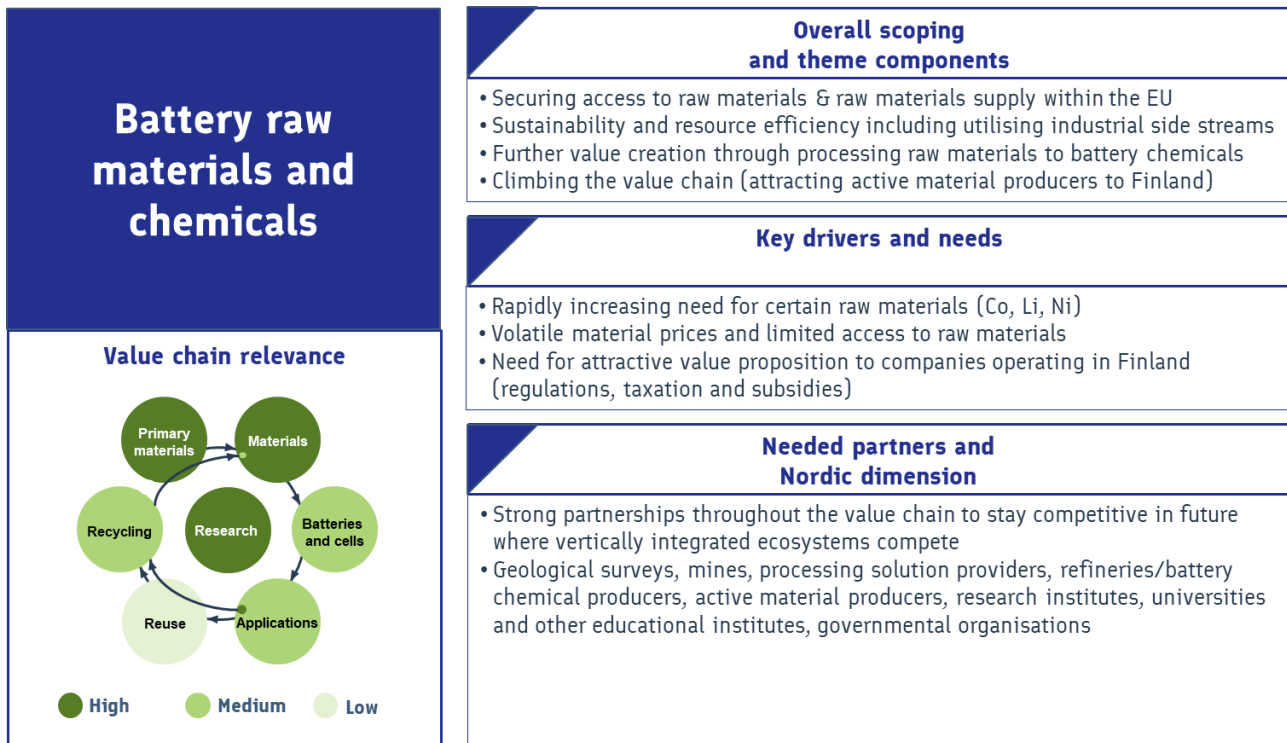 Battery raw
materials and
chemicals
Value chain relevance
Primary
materials
Materials
Recycling
Research
Batteries
and cells
Reuse
Applications
High
Medium
Low
Overall scoping
and theme components
• Securing access to raw materials & raw materials supply within the EU
• Sustainability and resource efficiency including utilising industrial side streams
• Further value creation through processing raw materials to battery chemicals
• Climbing the value chain (attracting active material producers to Finland)
Key drivers and needs
• Rapidly increasing need for certain raw materials (Co, Li, Ni)
• Volatile material prices and limited access to raw materials
• Need for attractive value proposition to companies operating in Finland
(regulations, taxation and subsidies)
Needed partners and
Nordic dimension
• Strong partnerships throughout the value chain to stay competitive in future
where vertically integrated ecosystems compete
• Geological surveys, mines, processing solution providers, refineries/battery
chemical producers, active material producers, research institutes, universities
and other educational institutes, governmental organisations